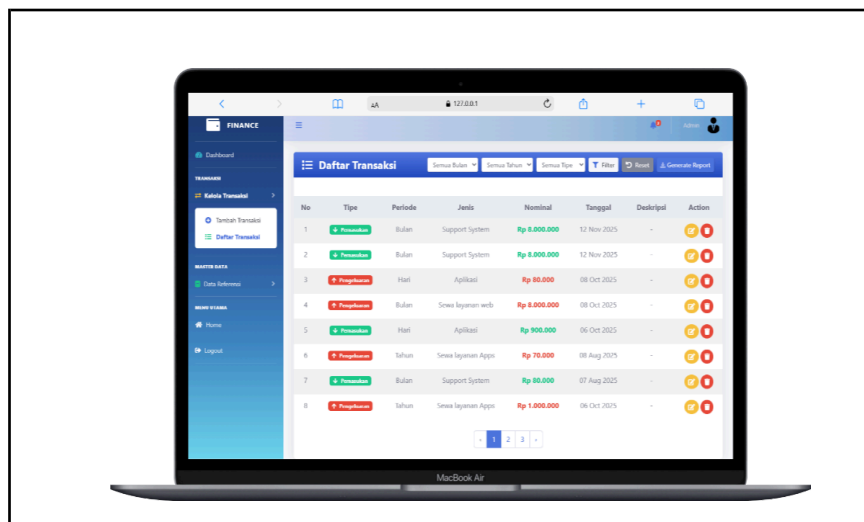 AA 127.0.0.1
FINANCE
Admin
Dashboard
TRANSAKSI
Kelola Transaksi
Tambah Transaksi
Daftar Transaksi
MASTER DATA
Data Referensi
MENU UTAMA
Home
Logout
Daftar Transaksi Semua Bulan Semua Tahun Semua Tipe Filter Reset Generate Report
No Tipe Periode Jenis Nominal Tanggal Deskripsi Action
1 Pemasukan Bulan Support System Rp 8.000.000 12 Nov 2025 -
2 Pemasukan Bulan Support System Rp 8.000.000 12 Nov 2025 -
3 Pengeluaran Hari Aplikasi Rp 80.000 08 Oct 2025 -
4 Pengeluaran Bulan Sewa layanan web Rp 8.000.000 08 Oct 2025 -
5 Pemasukan Hari Aplikasi Rp 900.000 06 Oct 2025 -
6 Pengeluaran Tahun Sewa layanan Apps Rp 70.000 08 Aug 2025 -
7 Pemasukan Bulan Support System Rp 80.000 07 Aug 2025 -
8 Pengeluaran Tahun Sewa layanan Apps Rp 1.000.000 06 Oct 2025 -
‹ 1 2 3 ›
MacBook Air